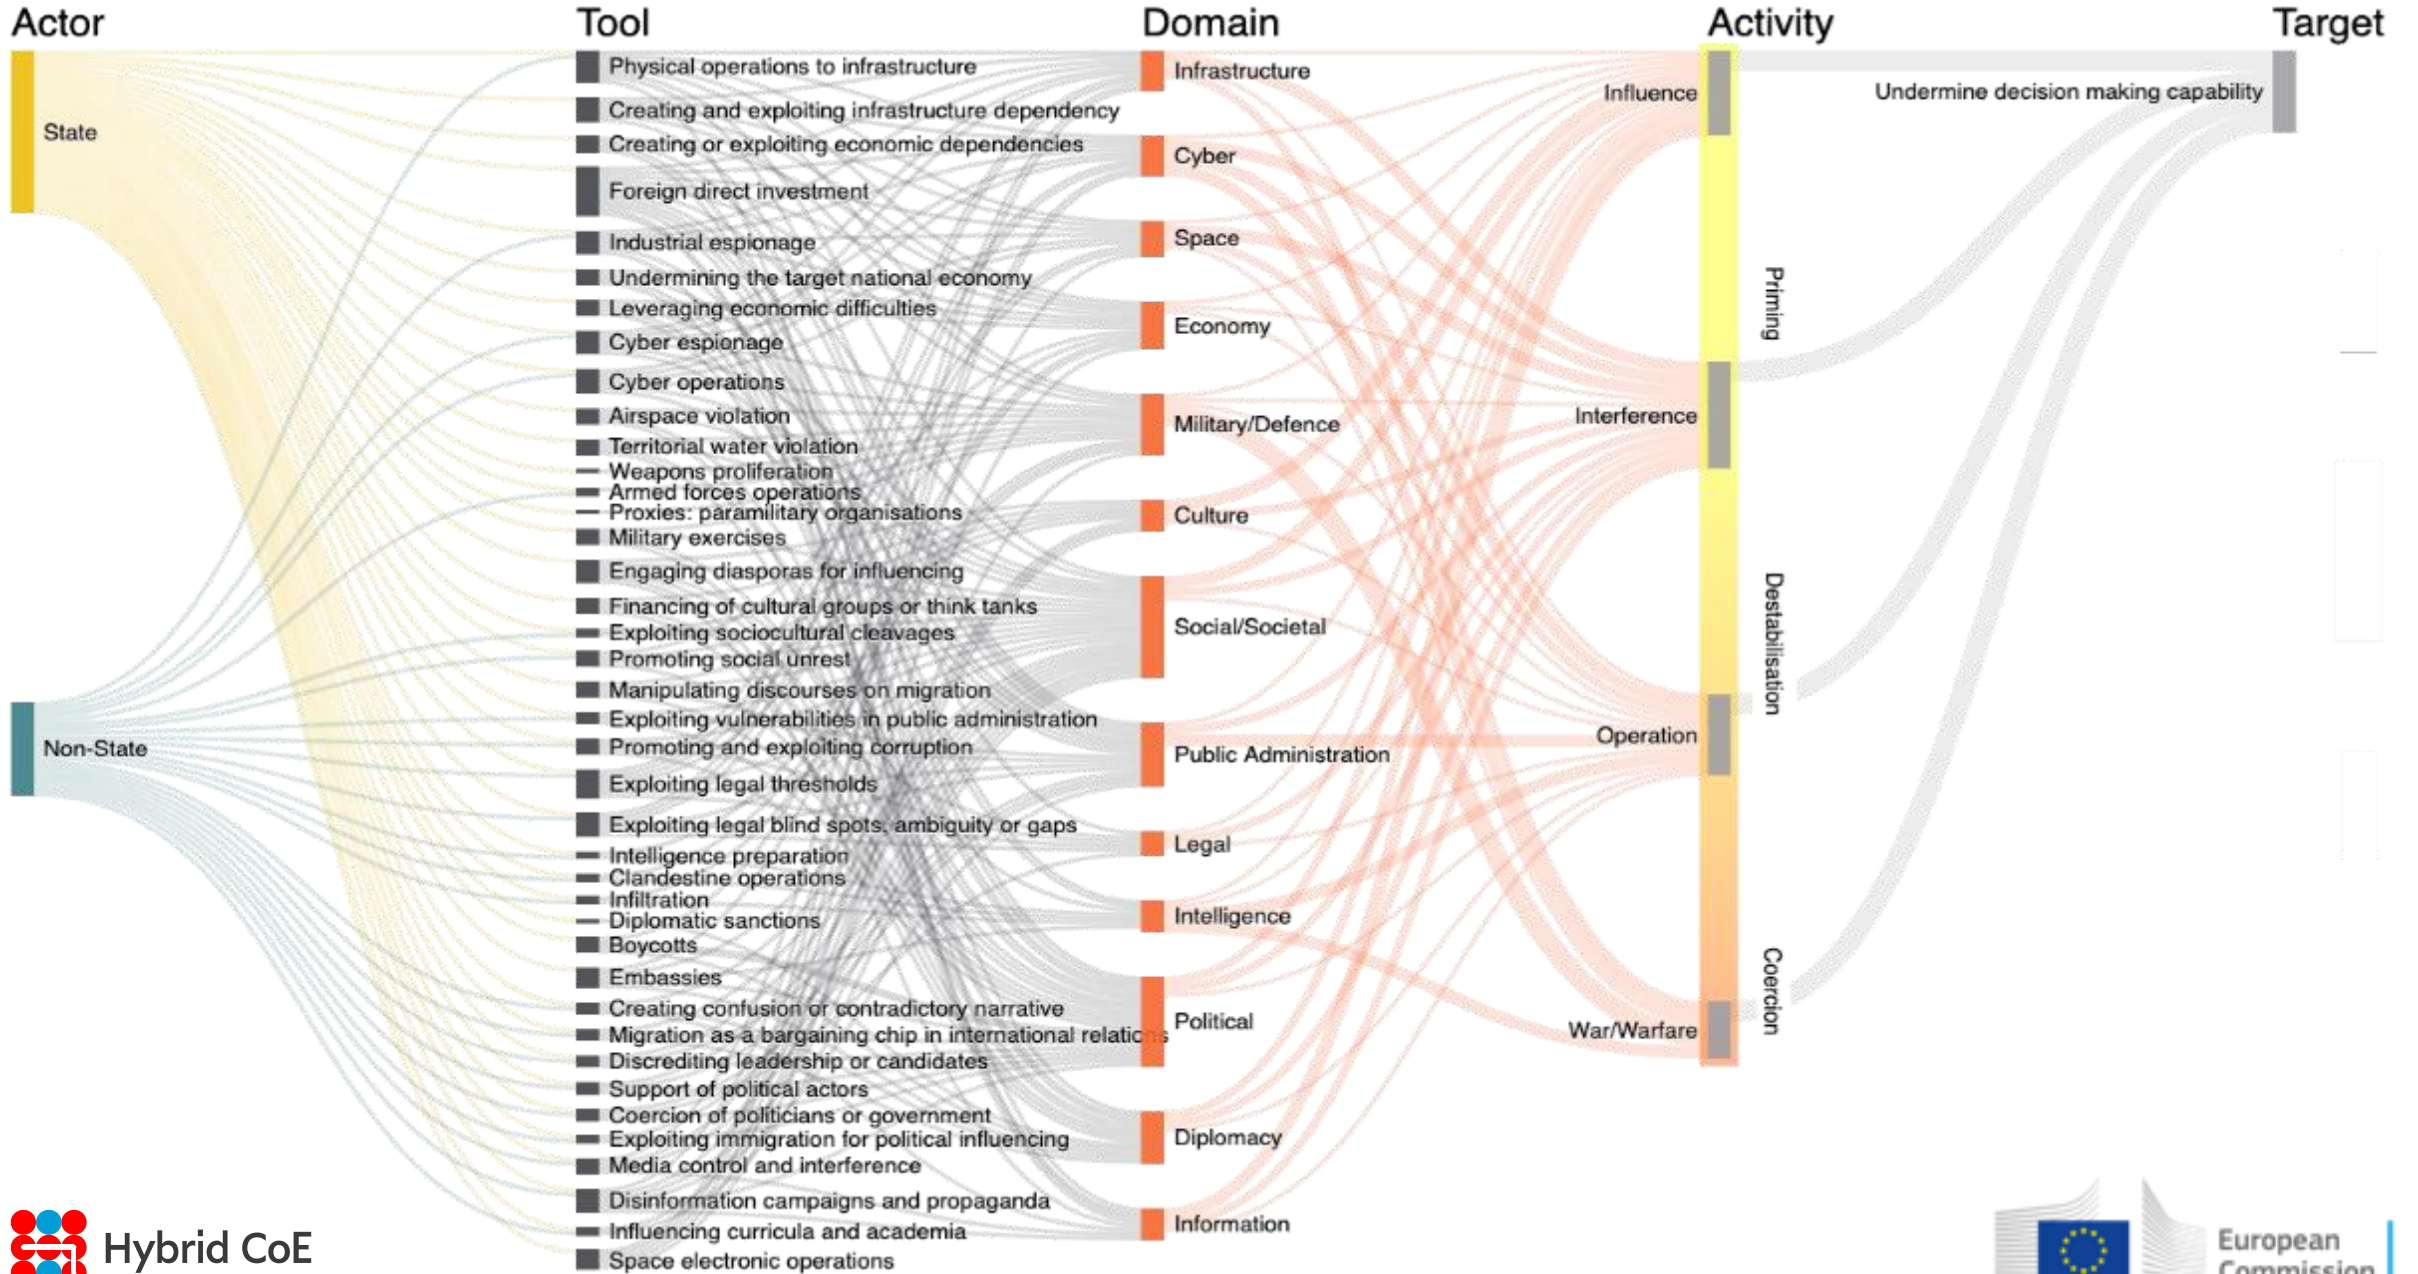 Actor
Tool
Domain
Activity
Target
State
Non-State
Physical operations to infrastructure
Creating and exploiting infrastructure dependency
Creating or exploiting economic dependencies
Foreign direct investment
Industrial espionage
Undermining the target national economy
Leveraging economic difficulties
Cyber espionage
Cyber operations
Airspace violation
Territorial water violation
Weapons proliferation
Armed forces operations
Proxies: paramilitary organisations
Military exercises
Engaging diasporas for influencing
Financing of cultural groups or think tanks
Exploiting sociocultural cleavages
Promoting social unrest
Manipulating discourses on migration
Exploiting vulnerabilities in public administration
Promoting and exploiting corruption
Exploiting legal thresholds
Exploiting legal blind spots, ambiguity or gaps
Intelligence preparation
Clandestine operations
Infiltration
Diplomatic sanctions
Boycotts
Embassies
Creating confusion or contradictory narrative
Migration as a bargaining chip in international relations
Discrediting leadership or candidates
Support of political actors
Coercion of politicians or government
Exploiting immigration for political influencing
Media control and interference
Disinformation campaigns and propaganda
Influencing curricula and academia
Space electronic operations
Infrastructure
Cyber
Space
Economy
Military/Defence
Culture
Social/Societal
Public Administration
Legal
Intelligence
Political
Diplomacy
Information
Influence
Interference
Operation
War/Warfare
Priming
Destabilisation
Coercion
Undermine decision making capability
Hybrid CoE
European
Commission